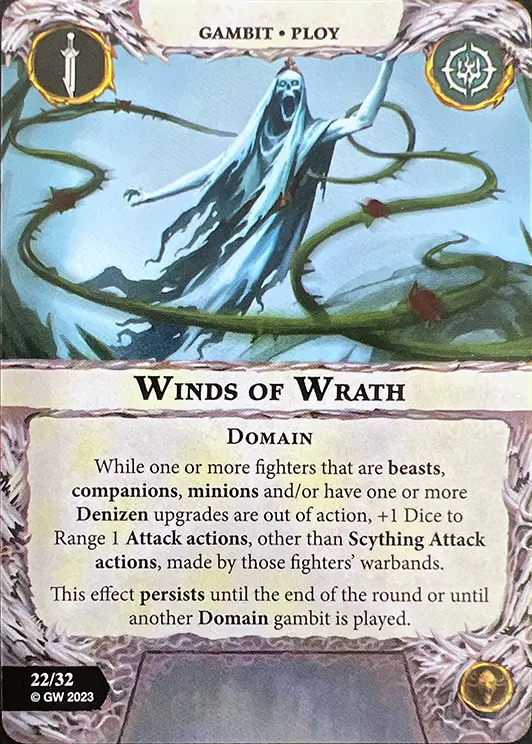 GAMBIT • PLOY
WINDS OF WRATH
DOMAIN
While one or more fighters that are beasts,
companions, minions and/or have one or more
Denizen upgrades are out of action, +1 Dice to
Range 1 Attack actions, other than Scything Attack
actions, made by those fighters' warbands.
This effect persists until the end of the round or until
another Domain gambit is played.
22/32
© GW 2023